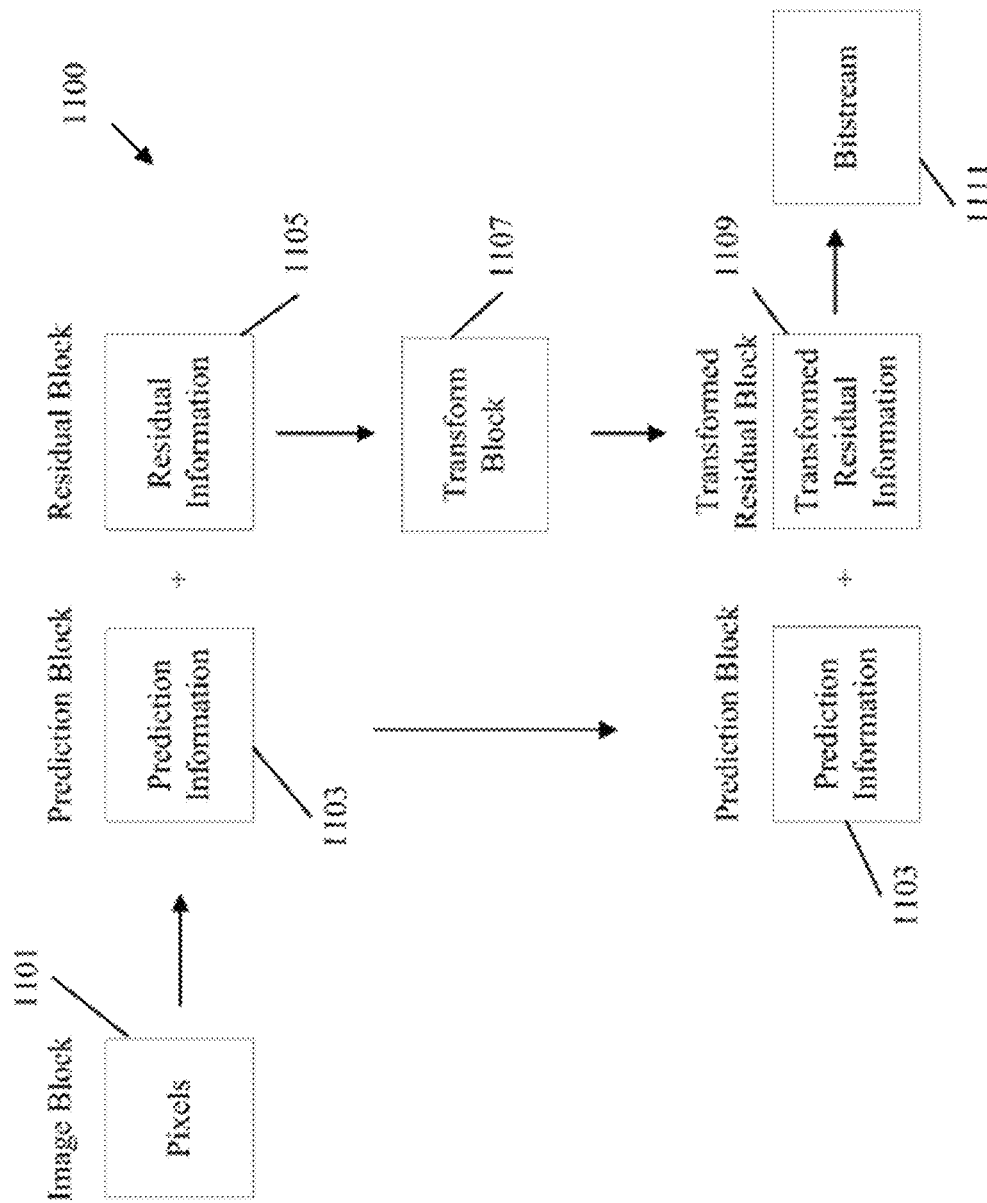 1100
Image Block
Pixels
1101
Prediction Block
Prediction
Information
1103
+
Residual Block
Residual
Information
1105
Transform
Block
1107
Prediction Block
Prediction
Information
1103
+
Transformed
Residual Block
Transformed
Residual
Information
1109
Bitstream
1111